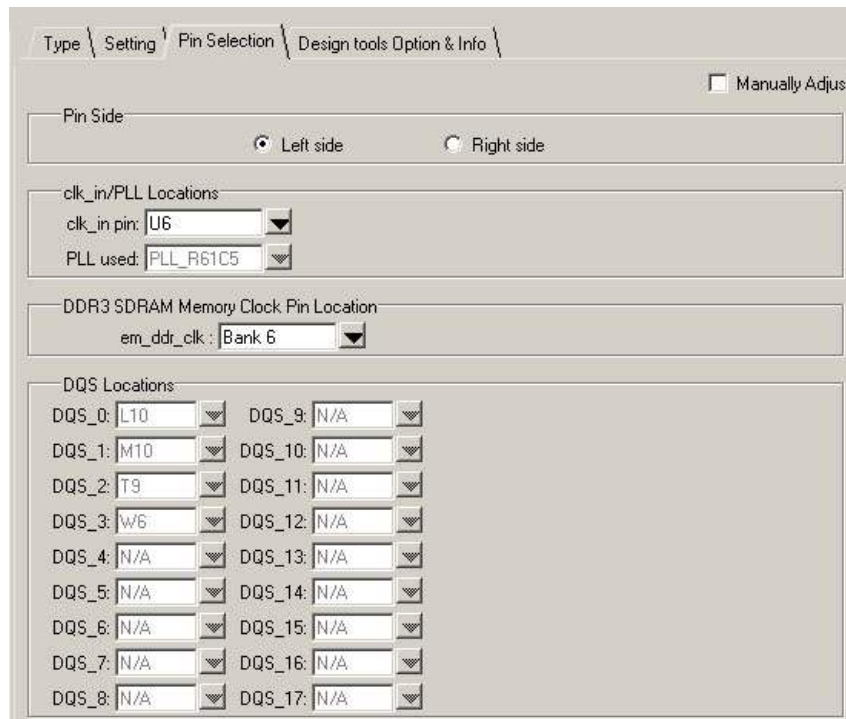 Type Setting Pin Selection Design tools Option & Info
Manually Adjus
Pin Side
Left side Right side
clk_in/PLL Locations
clk_in pin: U6
PLL used: PLL_R61C5
DDR3 SDRAM Memory Clock Pin Location
em_ddr_clk : Bank 6
DQS Locations
DQS_0: L10 DQS_9: N/A
DQS_1: M10 DQS_10: N/A
DQS_2: T9 DQS_11: N/A
DQS_3: W6 DQS_12: N/A
DQS_4: N/A DQS_13: N/A
DQS_5: N/A DQS_14: N/A
DQS_6: N/A DQS_15: N/A
DQS_7: N/A DQS_16: N/A
DQS_8: N/A DQS_17: N/A